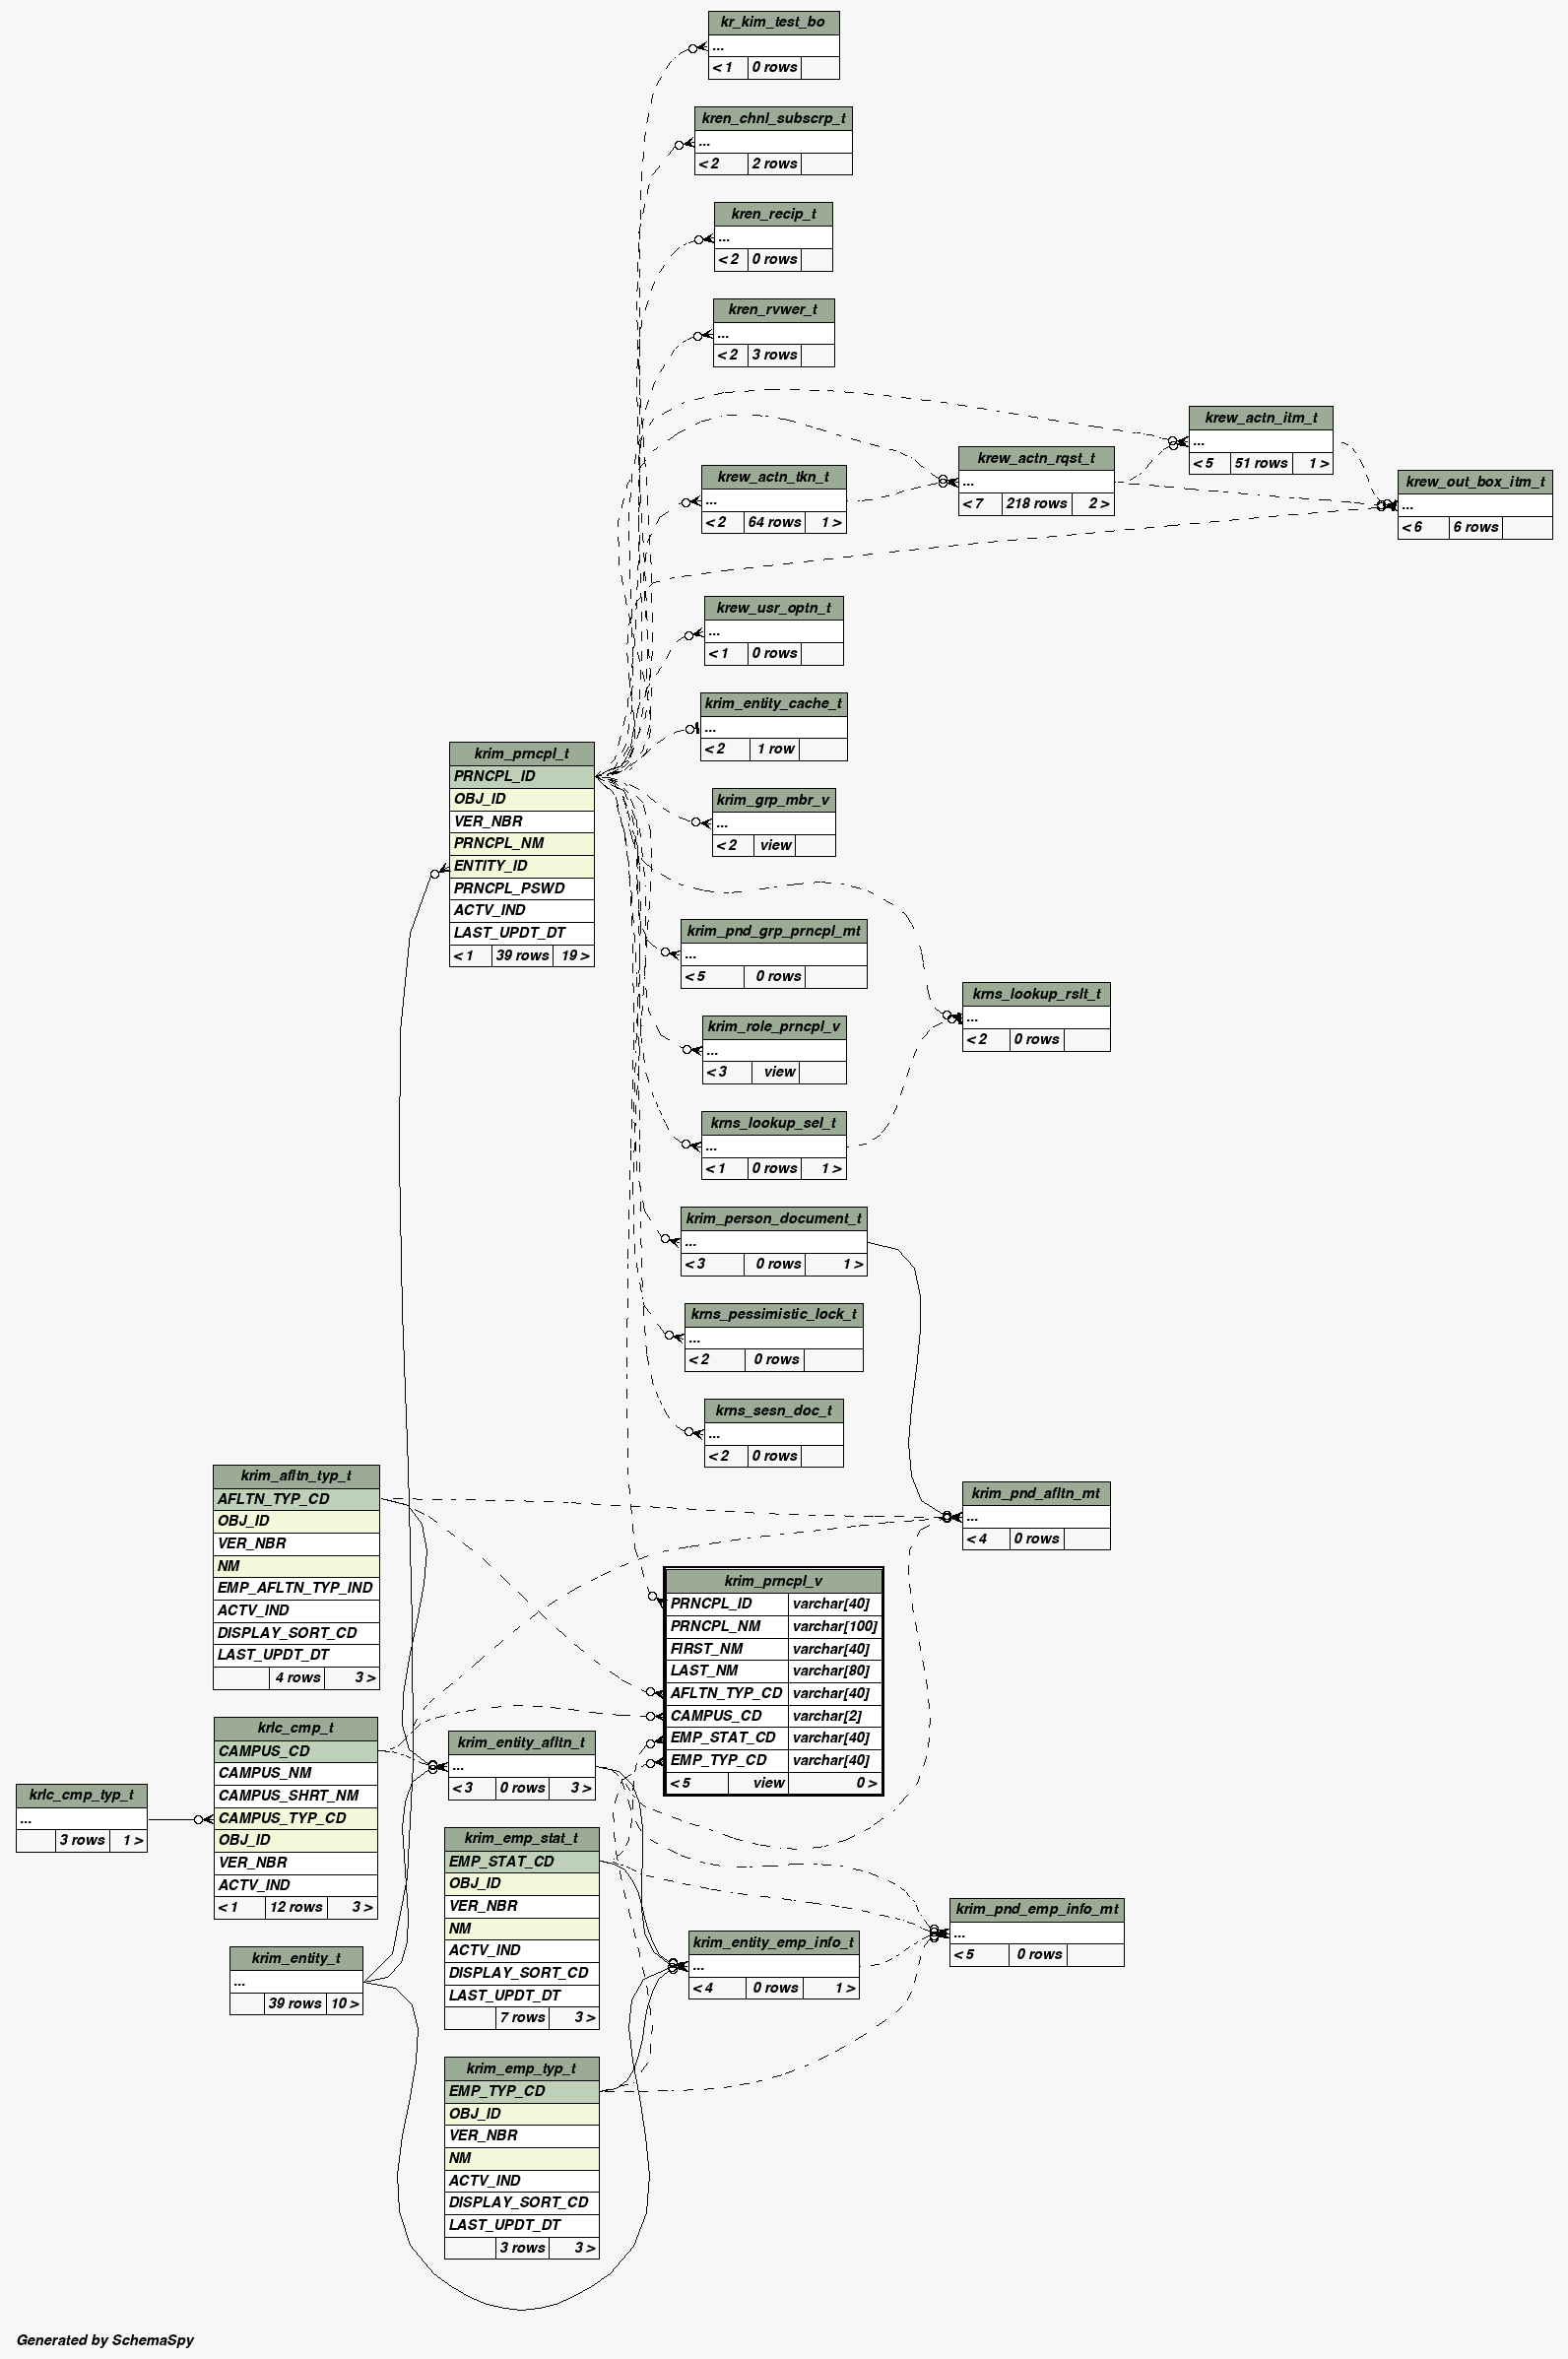 kr_kim_test_bo
...
< 1 0 rows
kren_chnl_subscrp_t
...
< 2 2 rows
kren_recip_t
...
< 2 0 rows
kren_rvwer_t
...
< 2 3 rows
krew_actn_itm_t
...
< 5 51 rows 1 >
krew_actn_rqst_t
...
< 7 218 rows 2 >
krew_actn_tkn_t
...
< 2 64 rows 1 >
krew_out_box_itm_t
...
< 6 6 rows
krew_usr_optn_t
...
< 1 0 rows
krim_entity_cache_t
...
< 2 1 row
krim_prncpl_t
PRNCPL_ID
OBJ_ID
VER_NBR
PRNCPL_NM
ENTITY_ID
PRNCPL_PSWD
ACTV_IND
LAST_UPDT_DT
< 1 39 rows 19 >
krim_grp_mbr_v
...
< 2 view
krim_pnd_grp_prncpl_mt
...
< 5 0 rows
krns_lookup_rslt_t
...
< 2 0 rows
krim_role_prncpl_v
...
< 3 view
krns_lookup_sel_t
...
< 1 0 rows 1 >
krim_person_document_t
...
< 3 0 rows 1 >
krns_pessimistic_lock_t
...
< 2 0 rows
krns_sesn_doc_t
...
< 2 0 rows
krim_afltn_typ_t
AFLTN_TYP_CD
OBJ_ID
VER_NBR
NM
EMP_AFLTN_TYP_IND
ACTV_IND
DISPLAY_SORT_CD
LAST_UPDT_DT
4 rows 3 >
krim_pnd_afltn_mt
...
< 4 0 rows
krim_prncpl_v
PRNCPL_ID varchar[40]
PRNCPL_NM varchar[100]
FIRST_NM varchar[40]
LAST_NM varchar[80]
AFLTN_TYP_CD varchar[40]
CAMPUS_CD varchar[2]
EMP_STAT_CD varchar[40]
EMP_TYP_CD varchar[40]
< 5 view 0 >
krlc_cmp_t
CAMPUS_CD
CAMPUS_NM
CAMPUS_SHRT_NM
CAMPUS_TYP_CD
OBJ_ID
VER_NBR
ACTV_IND
< 1 12 rows 3 >
krim_entity_afltn_t
...
< 3 0 rows 3 >
krlc_cmp_typ_t
...
3 rows 1 >
krim_emp_stat_t
EMP_STAT_CD
OBJ_ID
VER_NBR
NM
ACTV_IND
DISPLAY_SORT_CD
LAST_UPDT_DT
7 rows 3 >
krim_pnd_emp_info_mt
...
< 5 0 rows
krim_entity_emp_info_t
...
< 4 0 rows 1 >
krim_entity_t
...
39 rows 10 >
krim_emp_typ_t
EMP_TYP_CD
OBJ_ID
VER_NBR
NM
ACTV_IND
DISPLAY_SORT_CD
LAST_UPDT_DT
3 rows 3 >
Generated by SchemaSpy